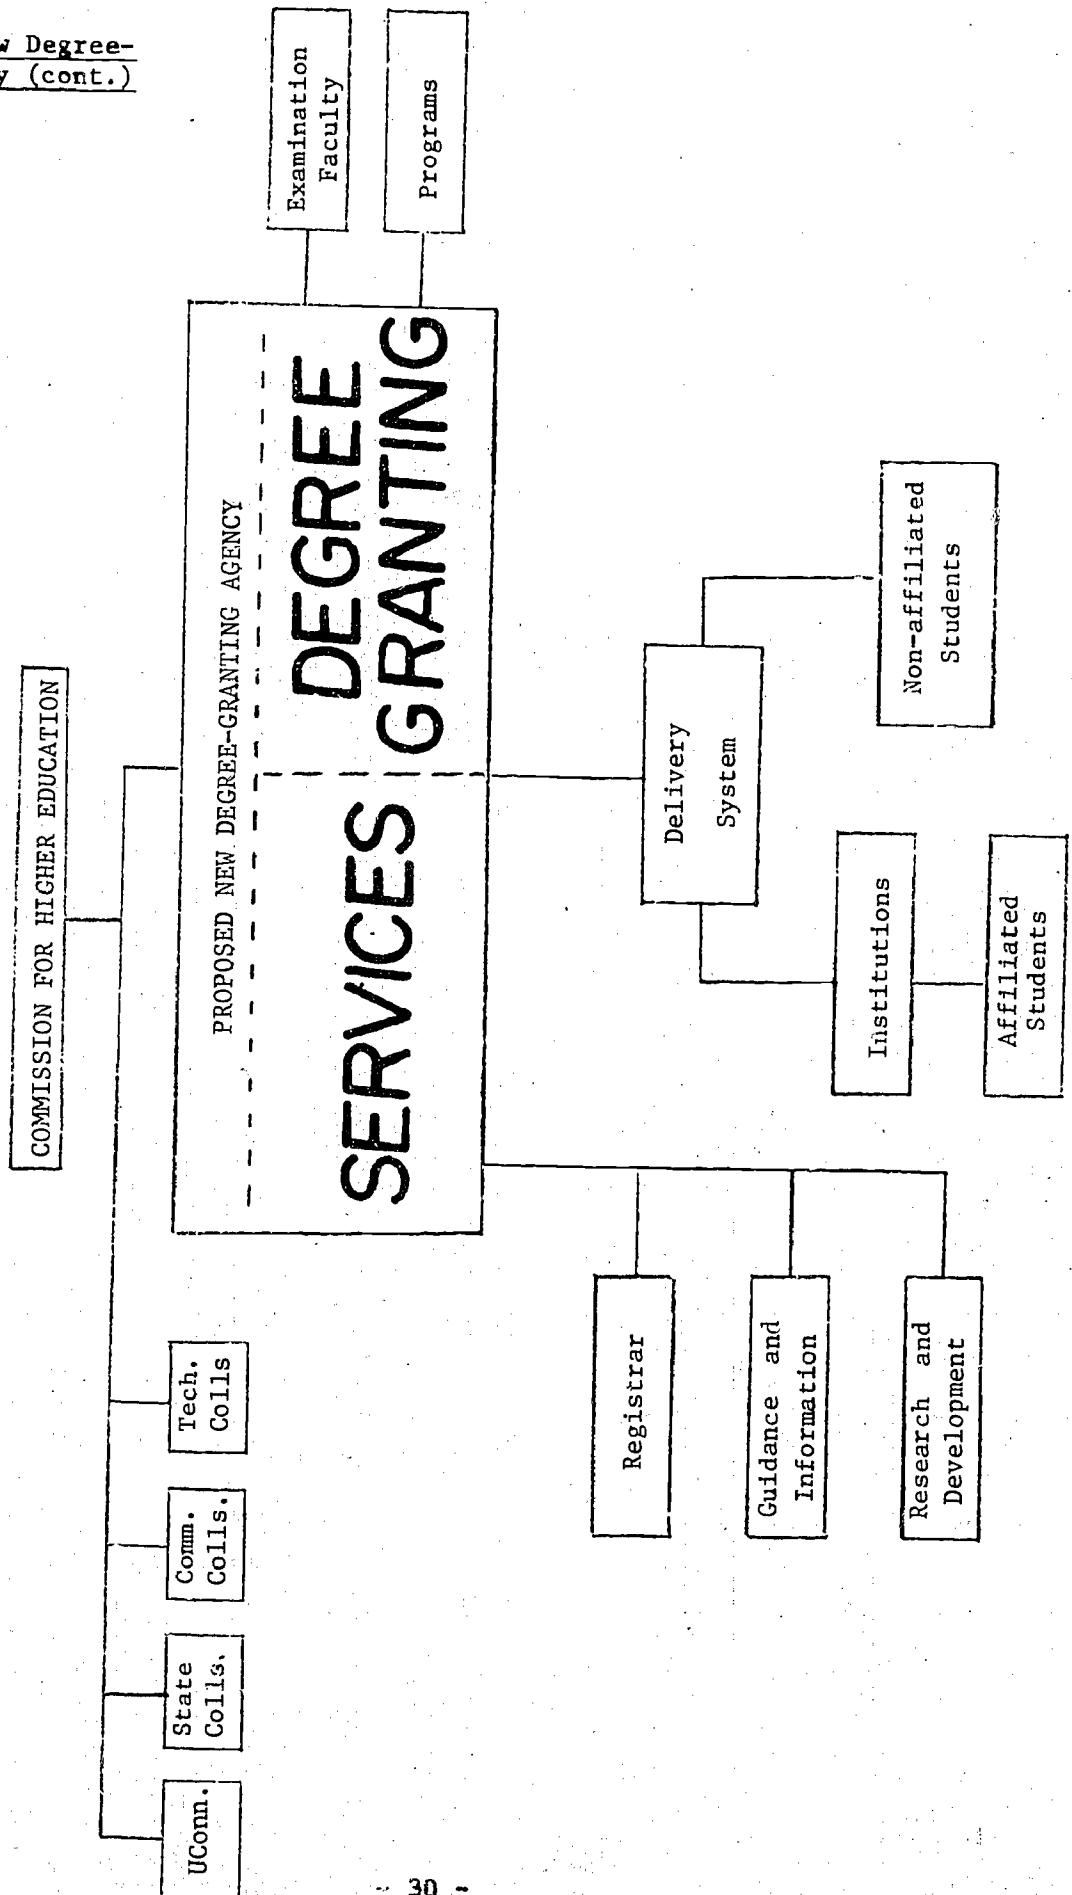 w Degree-
y (cont.)
COMMISSION FOR HIGHER EDUCATION
UConn.
State
Colls.
Comm.
Colls.
Tech.
Colls
PROPOSED NEW DEGREE-GRANTING AGENCY
SERVICES
DEGREE
GRANTING
Examination
Faculty
Programs
Registrar
Guidance and
Information
Research and
Development
Delivery
System
Institutions
Affiliated
Students
Non-affiliated
Students
- 30 -